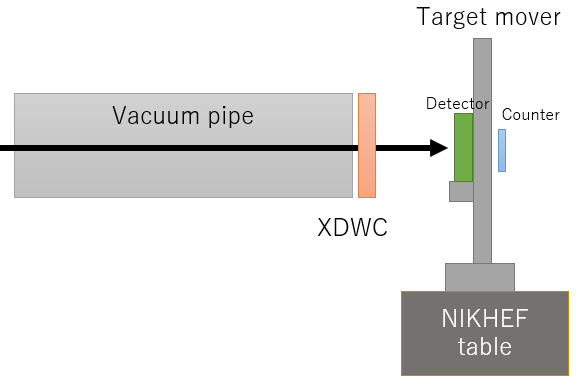 Target mover
Vacuum pipe
Detector
Counter
XDWC
NIKHEF
table